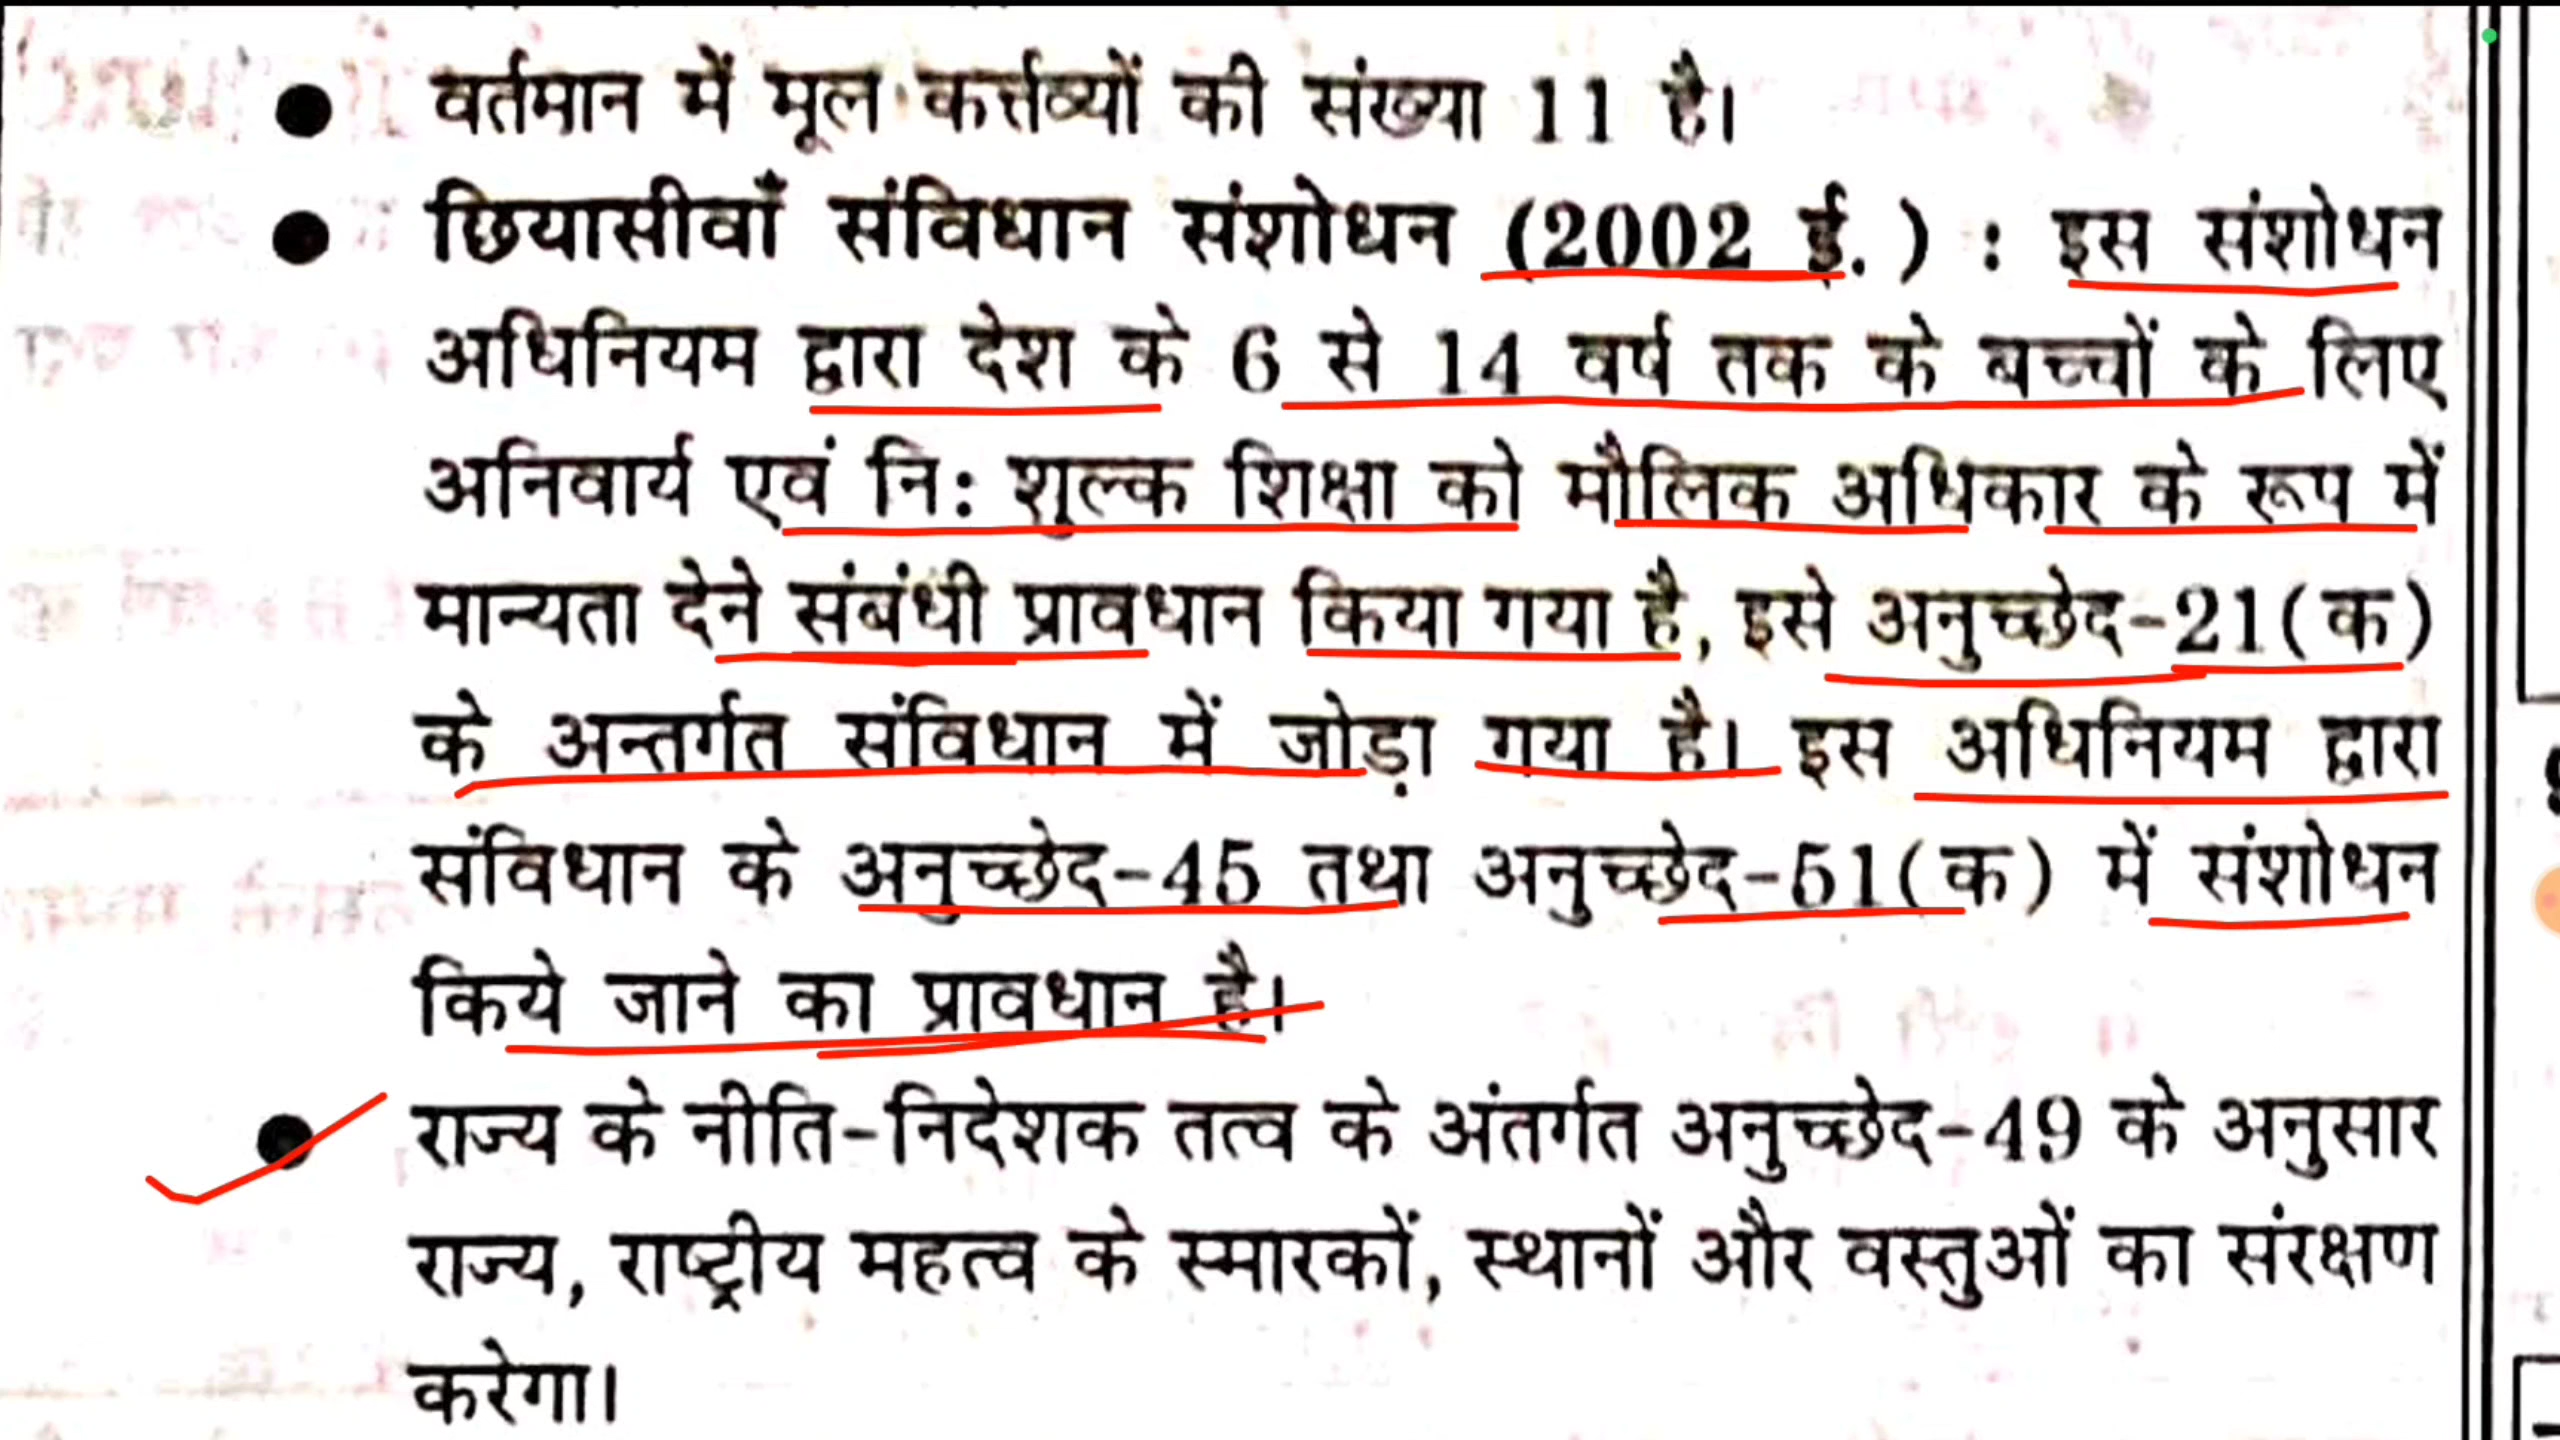 ● वर्तमान में मूल कर्त्तव्यों की संख्या 11 है।
● छियासीवाँ संविधान संशोधन (2002 ई.) : इस संशोधन
अधिनियम द्वारा देश के 6 से 14 वर्ष तक के बच्चों के लिए
अनिवार्य एवं नि: शुल्क शिक्षा को मौलिक अधिकार के रूप में
मान्यता देने संबंधी प्रावधान किया गया है, इसे अनुच्छेद-21(क)
के अन्तर्गत संविधान में जोड़ा गया है। इस अधिनियम द्वारा
संविधान के अनुच्छेद-45 तथा अनुच्छेद-51(क) में संशोधन
किये जाने का प्रावधान है।
● राज्य के नीति-निदेशक तत्व के अंतर्गत अनुच्छेद-49 के अनुसार
राज्य, राष्ट्रीय महत्व के स्मारकों, स्थानों और वस्तुओं का संरक्षण
करेगा।